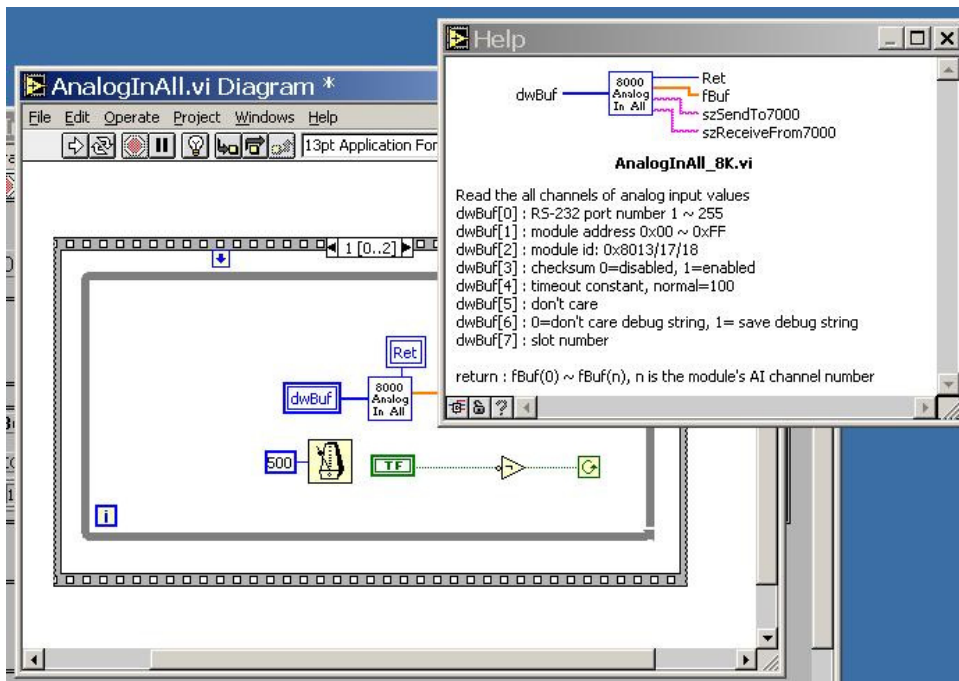 Help
8000
Analog
In All
dwBuf
Ret
fBuf
szSendTo7000
szReceiveFrom7000
AnalogInAll_8K.vi
Read the all channels of analog input values
dwBuf[0] : RS-232 port number 1 ~ 255
dwBuf[1] : module address 0x00 ~ 0xFF
dwBuf[2] : module id: 0x8013/17/18
dwBuf[3] : checksum 0=disabled, 1=enabled
dwBuf[4] : timeout constant, normal=100
dwBuf[5] : don't care
dwBuf[6] : 0=don't care debug string, 1= save debug string
dwBuf[7] : slot number
return : fBuf(0) ~ fBuf(n), n is the module's AI channel number
?
AnalogInAll.vi Diagram *
File Edit Operate Project Windows Help
13pt Application For
1 [0..2]
Ret
dwBuf
8000
Analog
In All
500
TF
i